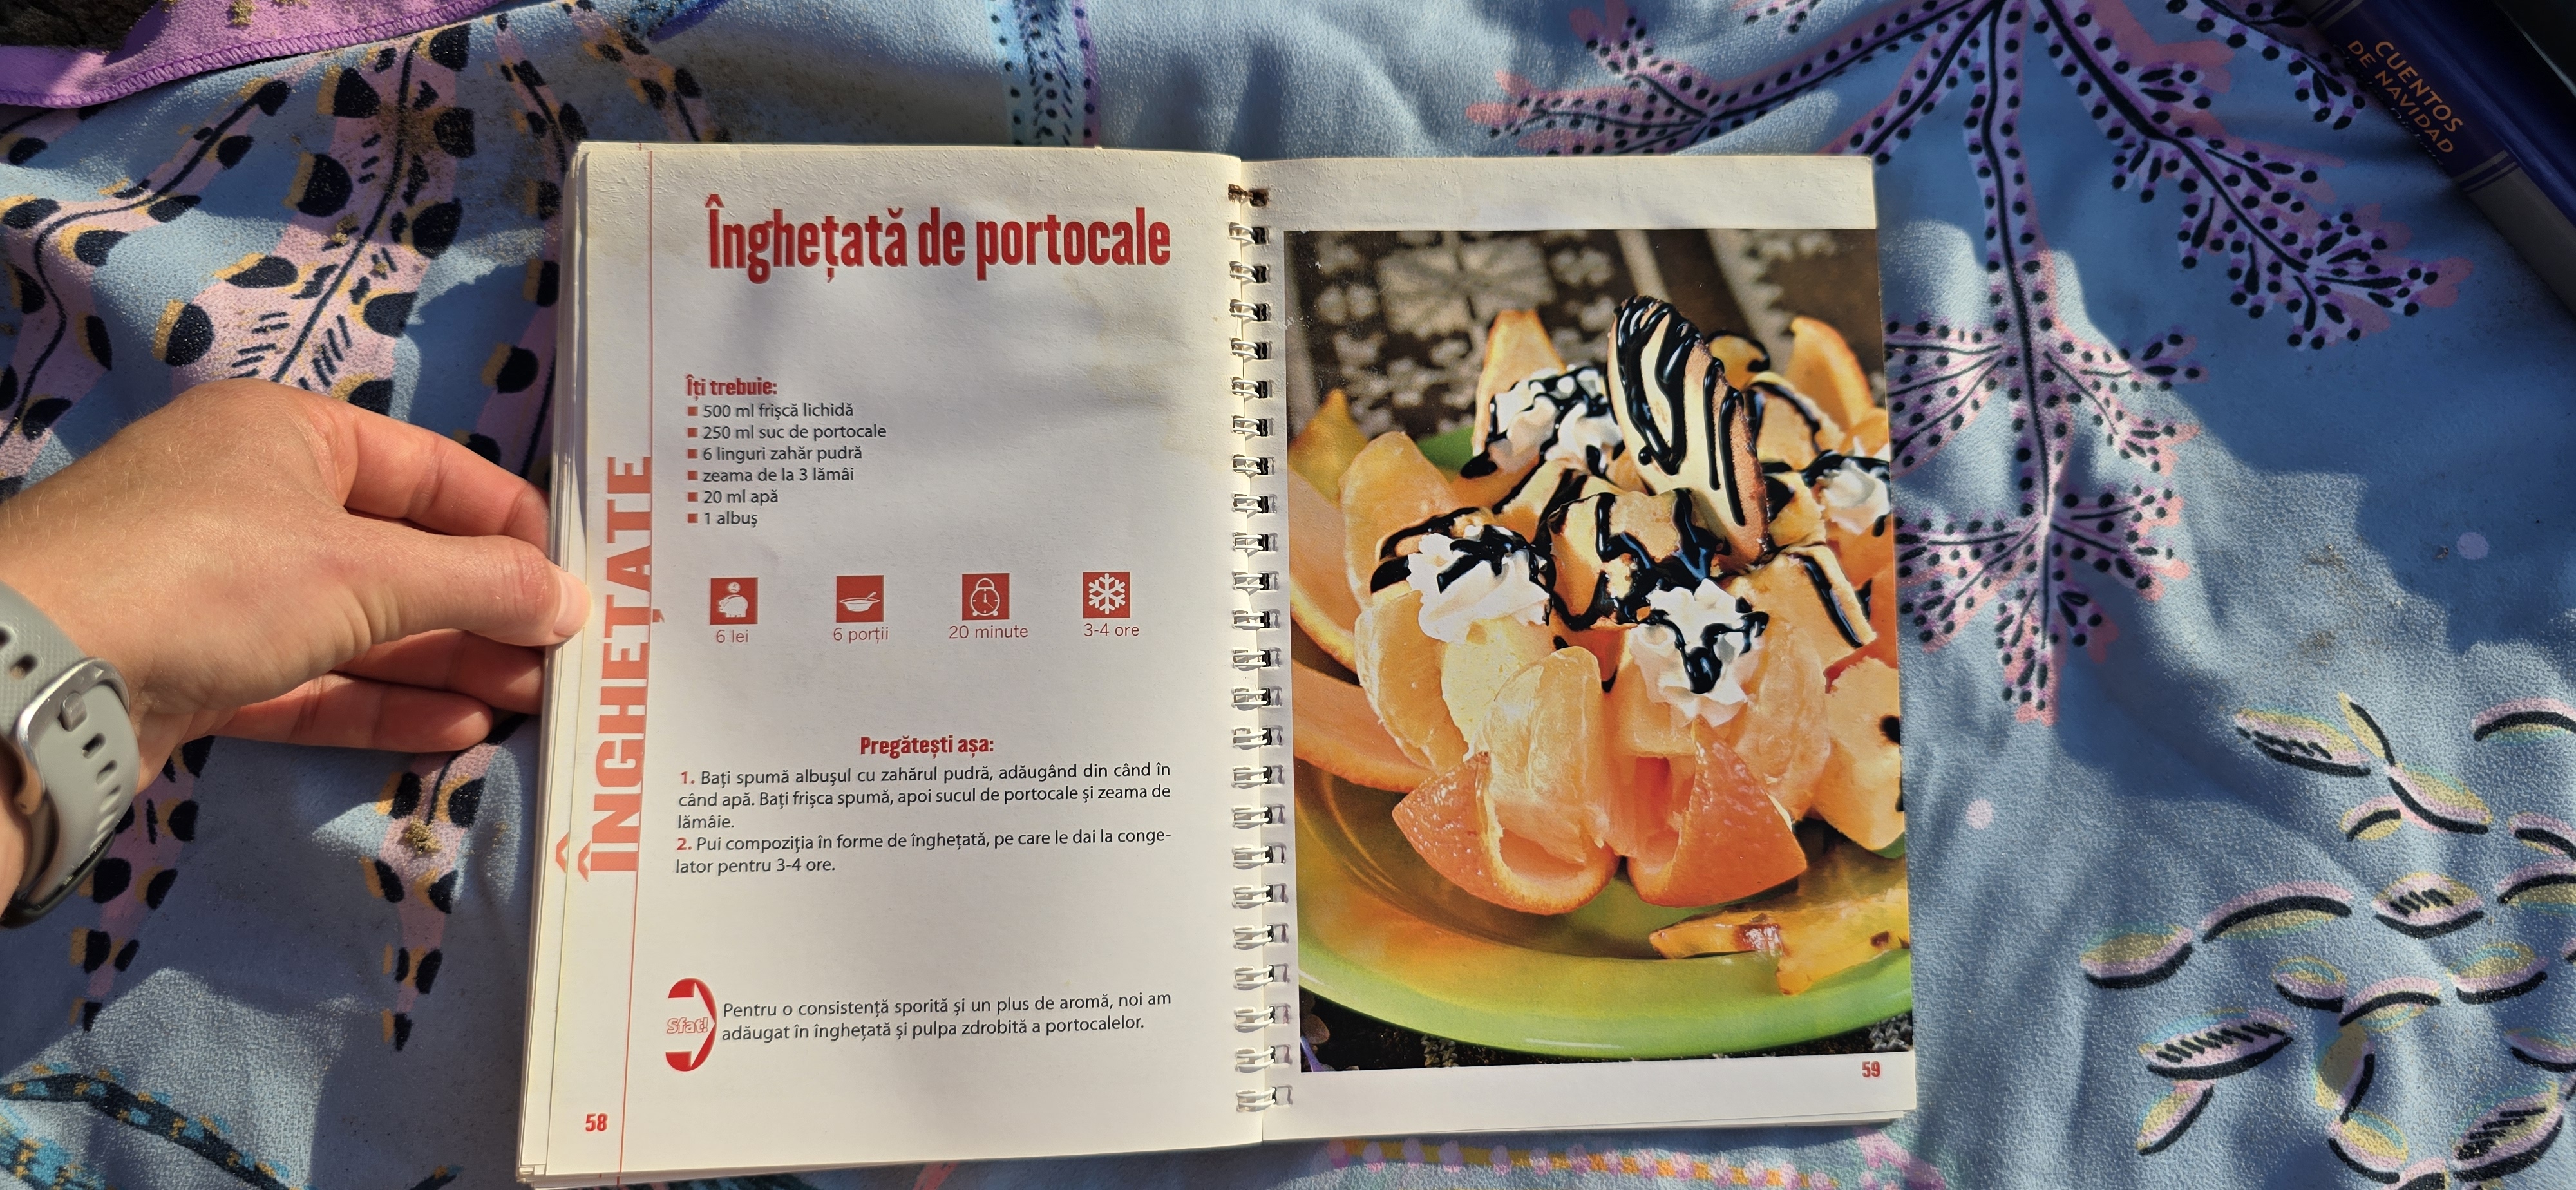 CUENTOS
DE NAVIDAD
Înghețată de portocale
Îți trebuie:
500 ml frișcă lichidă
250 ml suc de portocale
6 linguri zahăr pudră
zeama de la 3 lămâi
20 ml apă
1 albuș
6 lei
6 porții
20 minute
3-4 ore
ÎNGHEȚATE
Pregătești așa:
1. Bați spumă albușul cu zahărul pudră, adăugând din când în
când apă. Bați frișca spumă, apoi sucul de portocale și zeama de
lămâie.
2. Pui compoziția în forme de înghețată, pe care le dai la conge-
lator pentru 3-4 ore.
Sfat!
Pentru o consistență sporită și un plus de aromă, noi am
adăugat în înghețată și pulpa zdrobită a portocalelor.
58
59